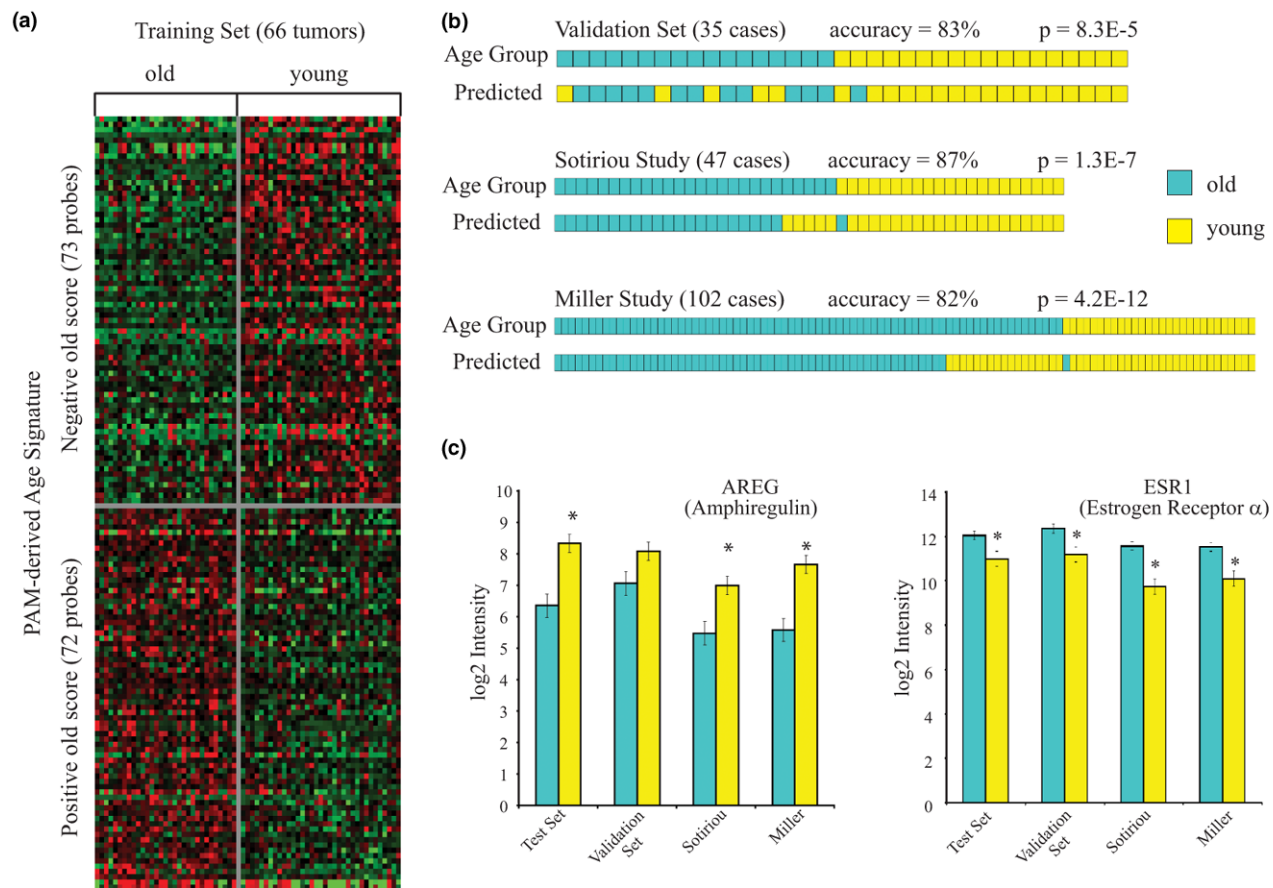 (a)
Training Set (66 tumors)
old young
PAM-derived Age Signature
Negative old score (73 probes)
Positive old score (72 probes)
(b)
Validation Set (35 cases) accuracy = 83% p = 8.3E-5
Age Group
Predicted
Sotiriou Study (47 cases) accuracy = 87% p = 1.3E-7
Age Group
Predicted
Miller Study (102 cases) accuracy = 82% p = 4.2E-12
Age Group
Predicted
old
young
(c)
AREG
(Amphiregulin)
log2 Intensity
10
9
8
7
6
5
4
3
2
1
0
*
*
*
Test Set
Validation
Set
Sotiriou
Miller
ESR1
(Estrogen Receptor α)
log2 Intensity
14
12
10
8
6
4
2
0
*
*
*
*
Test Set
Validation
Set
Sotiriou
Miller